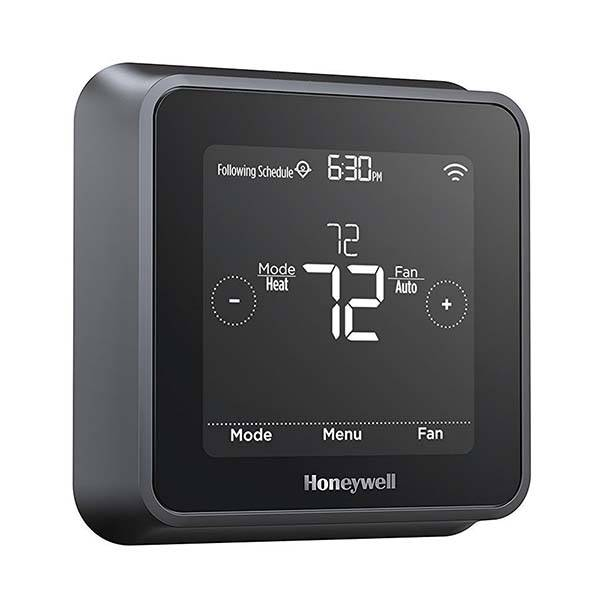 Following Schedule 6:30PM
72
Mode
Heat
72
Fan
Auto
- +
Mode Menu Fan
Honeywell